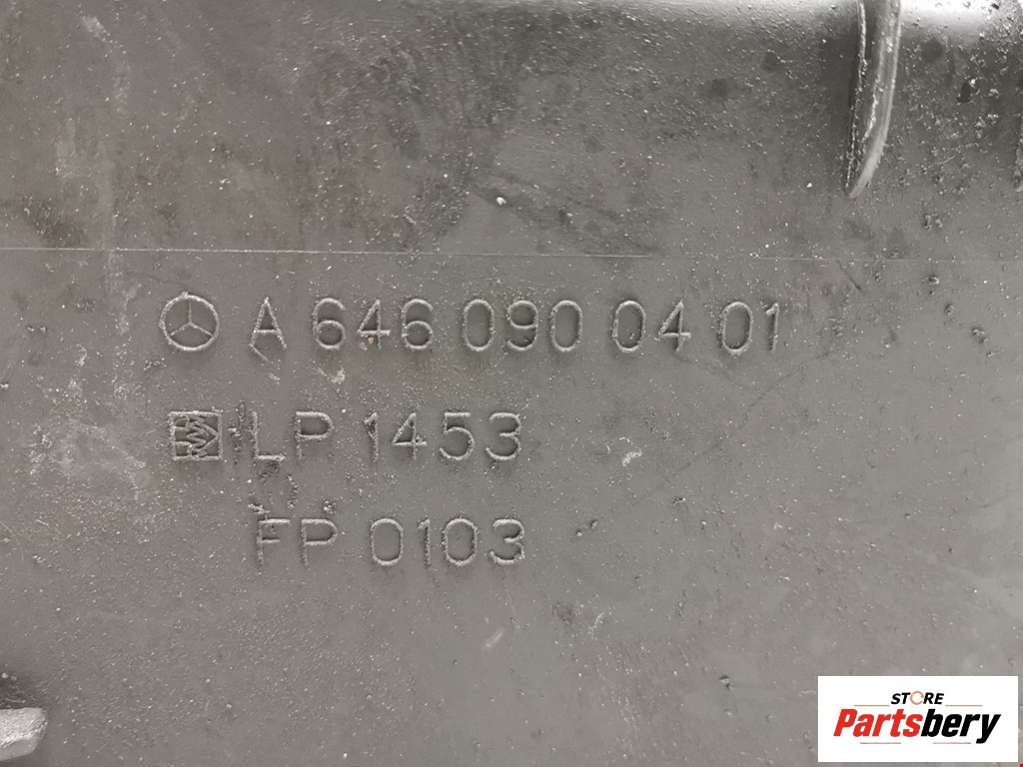 A 646 090 04 01
LP 1453
FP 0103
STORE
Partsbery